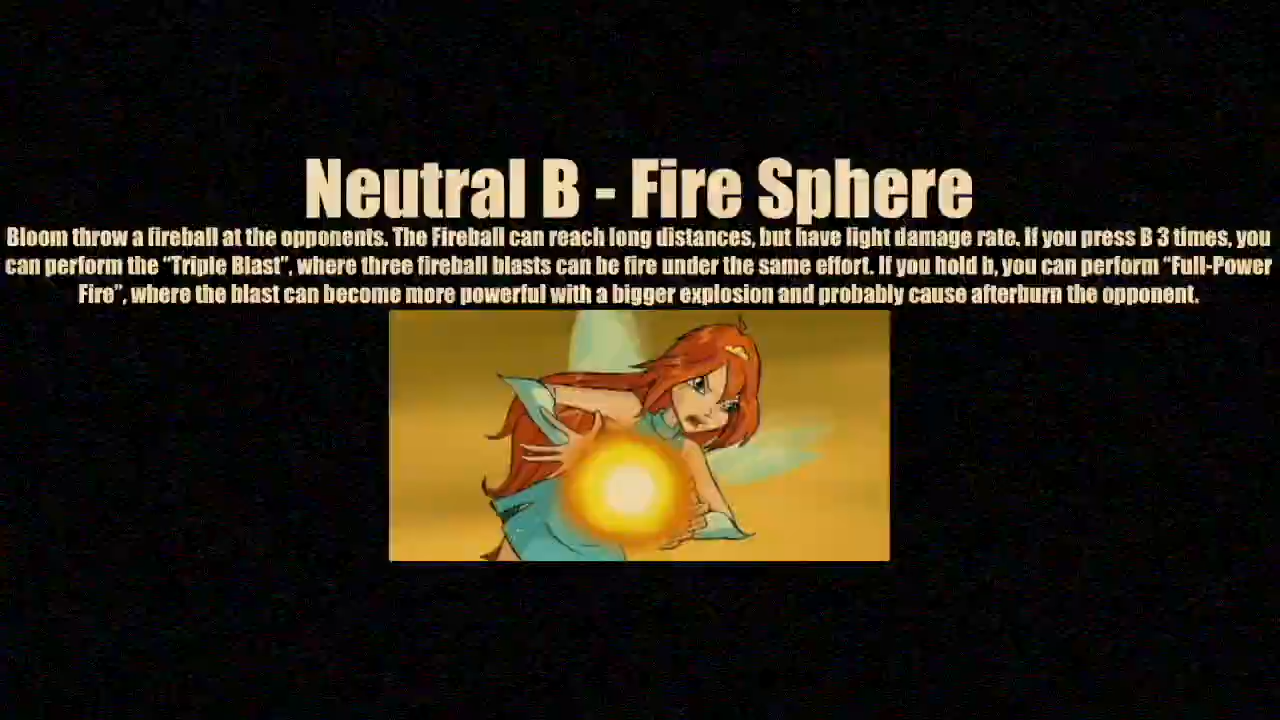 Neutral B - Fire Sphere
Bloom throw a fireball at the opponents. The Fireball can reach long distances, but have light damage rate. If you press B 3 times, you
can perform the “Triple Blast”, where three fireball blasts can be fire under the same effort. If you hold b, you can perform “Full-Power
Fire”, where the blast can become more powerful with a bigger explosion and probably cause afterburn the opponent.